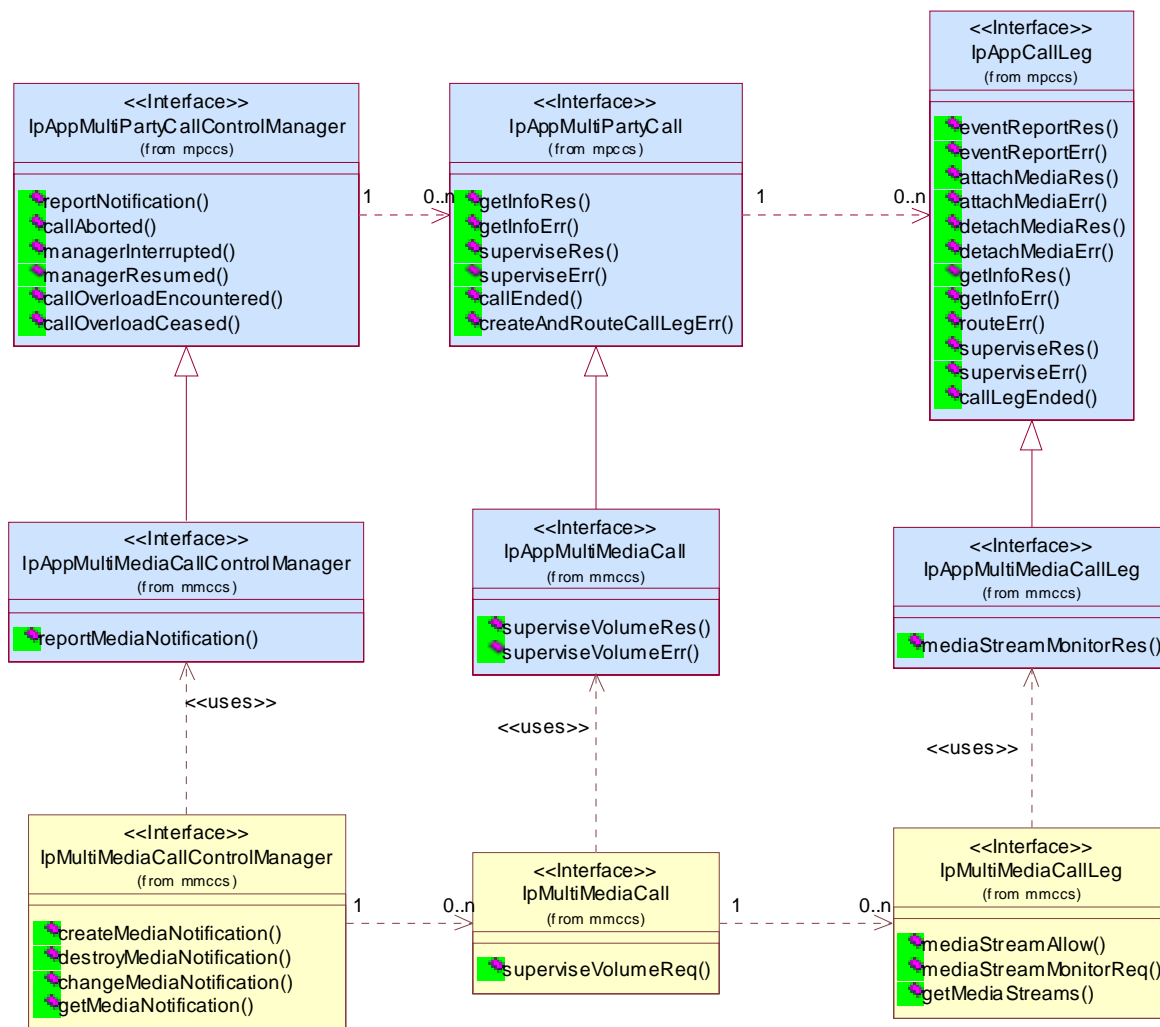 <<Interface>>
IpAppMultiPartyCallControlManager
(from mpccs)
reportNotification()
callAborted()
managerInterrupted()
managerResumed()
callOverloadEncountered()
callOverloadCeased()
1
0..n
<<Interface>>
IpAppMultiPartyCall
(from mpccs)
getInfoRes()
getInfoErr()
superviseRes()
superviseErr()
callEnded()
createAndRouteCallLegErr()
1
0..n
<<Interface>>
IpAppCallLeg
(from mpccs)
eventReportRes()
eventReportErr()
attachMediaRes()
attachMediaErr()
detachMediaRes()
detachMediaErr()
getInfoRes()
getInfoErr()
routeErr()
superviseRes()
superviseErr()
callLegEnded()
<<Interface>>
IpAppMultiMediaCallControlManager
(from mmccs)
reportMediaNotification()
<<Interface>>
IpAppMultiMediaCall
(from mmccs)
superviseVolumeRes()
superviseVolumeErr()
<<Interface>>
IpAppMultiMediaCallLeg
(from mmccs)
mediaStreamMonitorRes()
<<uses>>
<<uses>>
<<uses>>
<<Interface>>
IpMultiMediaCallControlManager
(from mmccs)
createMediaNotification()
destroyMediaNotification()
changeMediaNotification()
getMediaNotification()
1
0..n
<<Interface>>
IpMultiMediaCall
(from mmccs)
superviseVolumeReq()
1
0..n
<<Interface>>
IpMultiMediaCallLeg
(from mmccs)
mediaStreamAllow()
mediaStreamMonitorReq()
getMediaStreams()